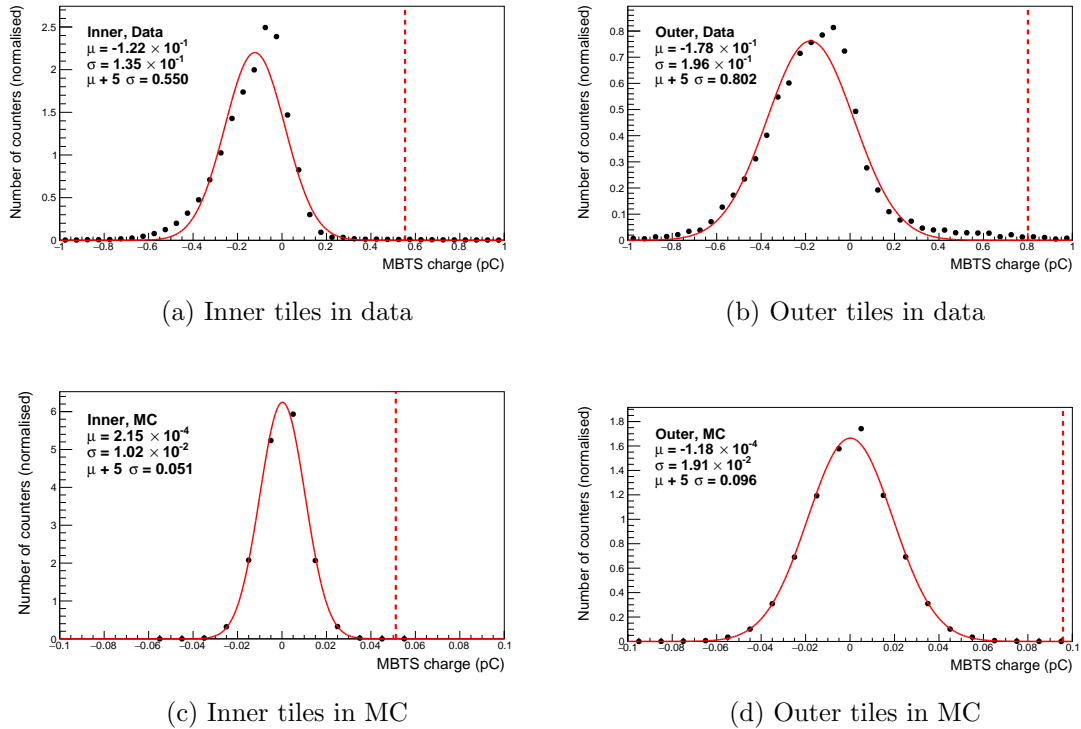 Number of counters (normalised)
2.5
2
1.5
1
0.5
0
Inner, Data
μ = -1.22 × 10⁻¹
σ = 1.35 × 10⁻¹
μ + 5 σ = 0.550
−1 −0.8 −0.6 −0.4 −0.2 0 0.2 0.4 0.6 0.8 1
MBTS charge (pC)
(a) Inner tiles in data
Number of counters (normalised)
0.8
0.7
0.6
0.5
0.4
0.3
0.2
0.1
0
Outer, Data
μ = -1.78 × 10⁻¹
σ = 1.96 × 10⁻¹
μ + 5 σ = 0.802
−1 −0.8 −0.6 −0.4 −0.2 0 0.2 0.4 0.6 0.8 1
MBTS charge (pC)
(b) Outer tiles in data
Number of counters (normalised)
6
5
4
3
2
1
0
Inner, MC
μ = 2.15 × 10⁻⁴
σ = 1.02 × 10⁻²
μ + 5 σ = 0.051
−0.1 −0.08 −0.06 −0.04 −0.02 0 0.02 0.04 0.06 0.08 0.1
MBTS charge (pC)
(c) Inner tiles in MC
Number of counters (normalised)
1.8
1.6
1.4
1.2
1
0.8
0.6
0.4
0.2
0
Outer, MC
μ = -1.18 × 10⁻⁴
σ = 1.91 × 10⁻²
μ + 5 σ = 0.096
−0.1 −0.08 −0.06 −0.04 −0.02 0 0.02 0.04 0.06 0.08 0.1
MBTS charge (pC)
(d) Outer tiles in MC